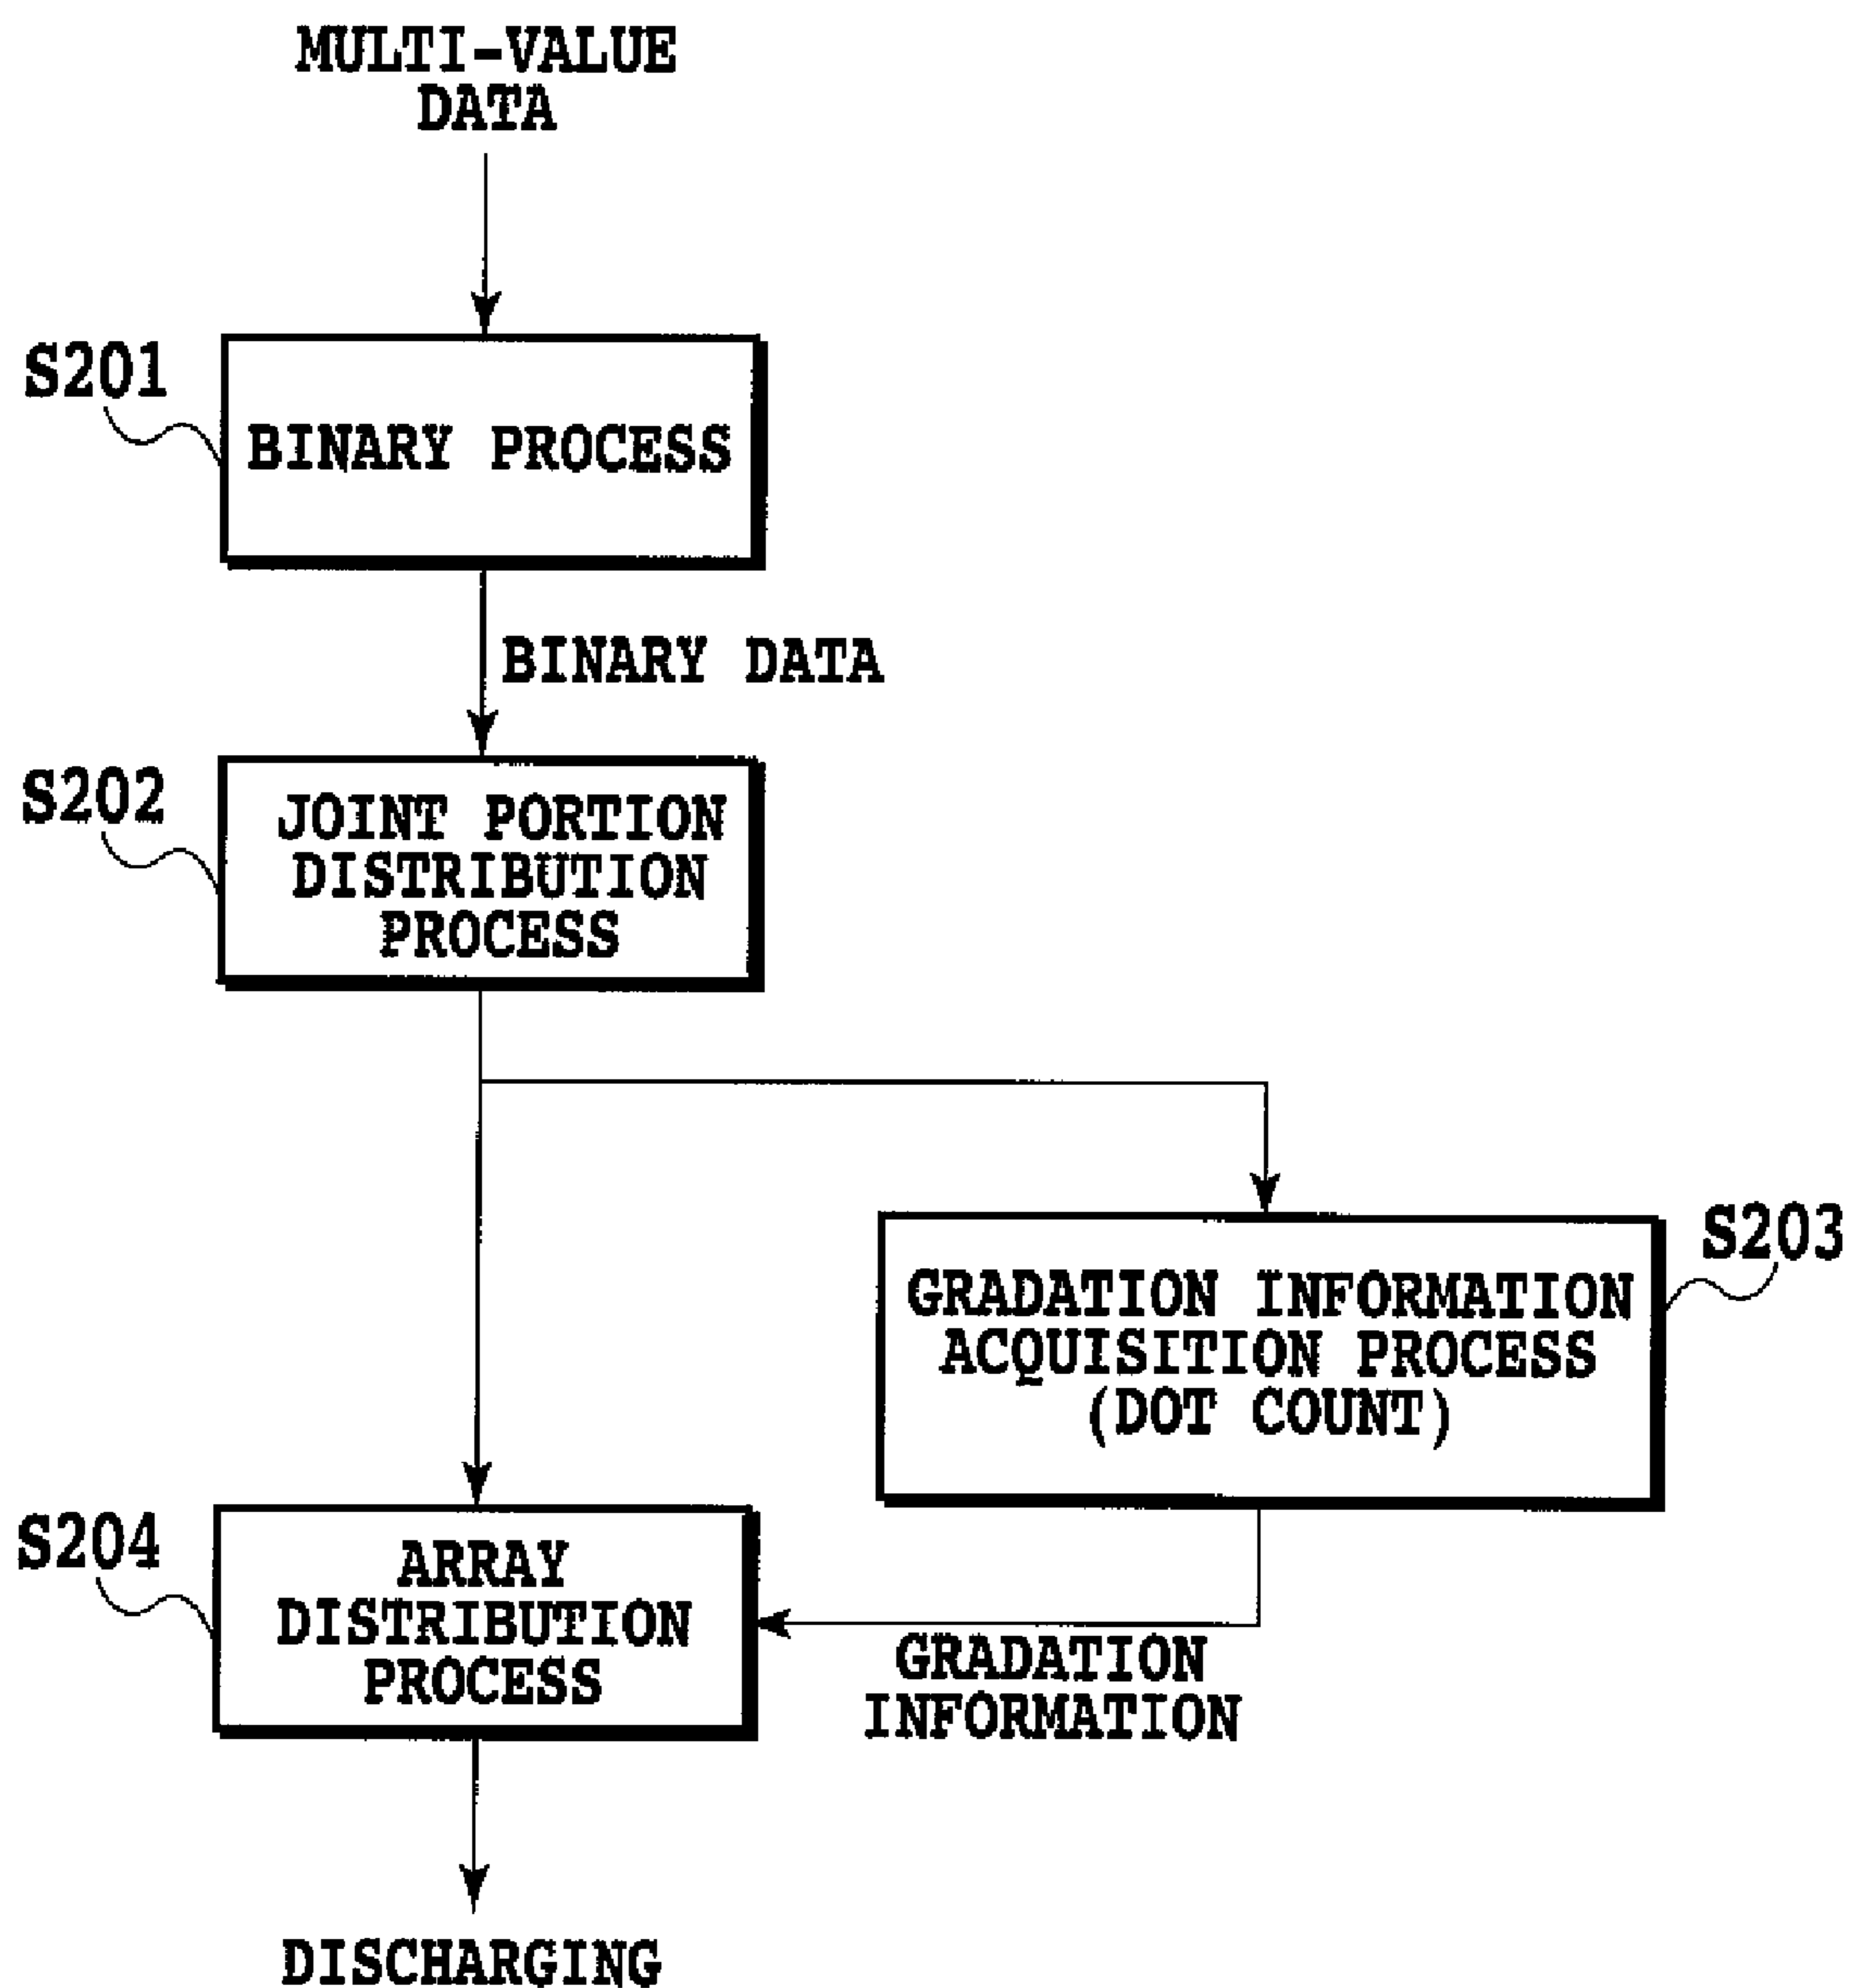 MULTI-VALUE
DATA
S201
BINARY PROCESS
BINARY DATA
S202
JOINT PORTION
DISTRIBUTION
PROCESS
S203
GRADATION INFORMATION
ACQUISITION PROCESS
(DOT COUNT)
S204
ARRAY
DISTRIBUTION
PROCESS
GRADATION
INFORMATION
DISCHARGING